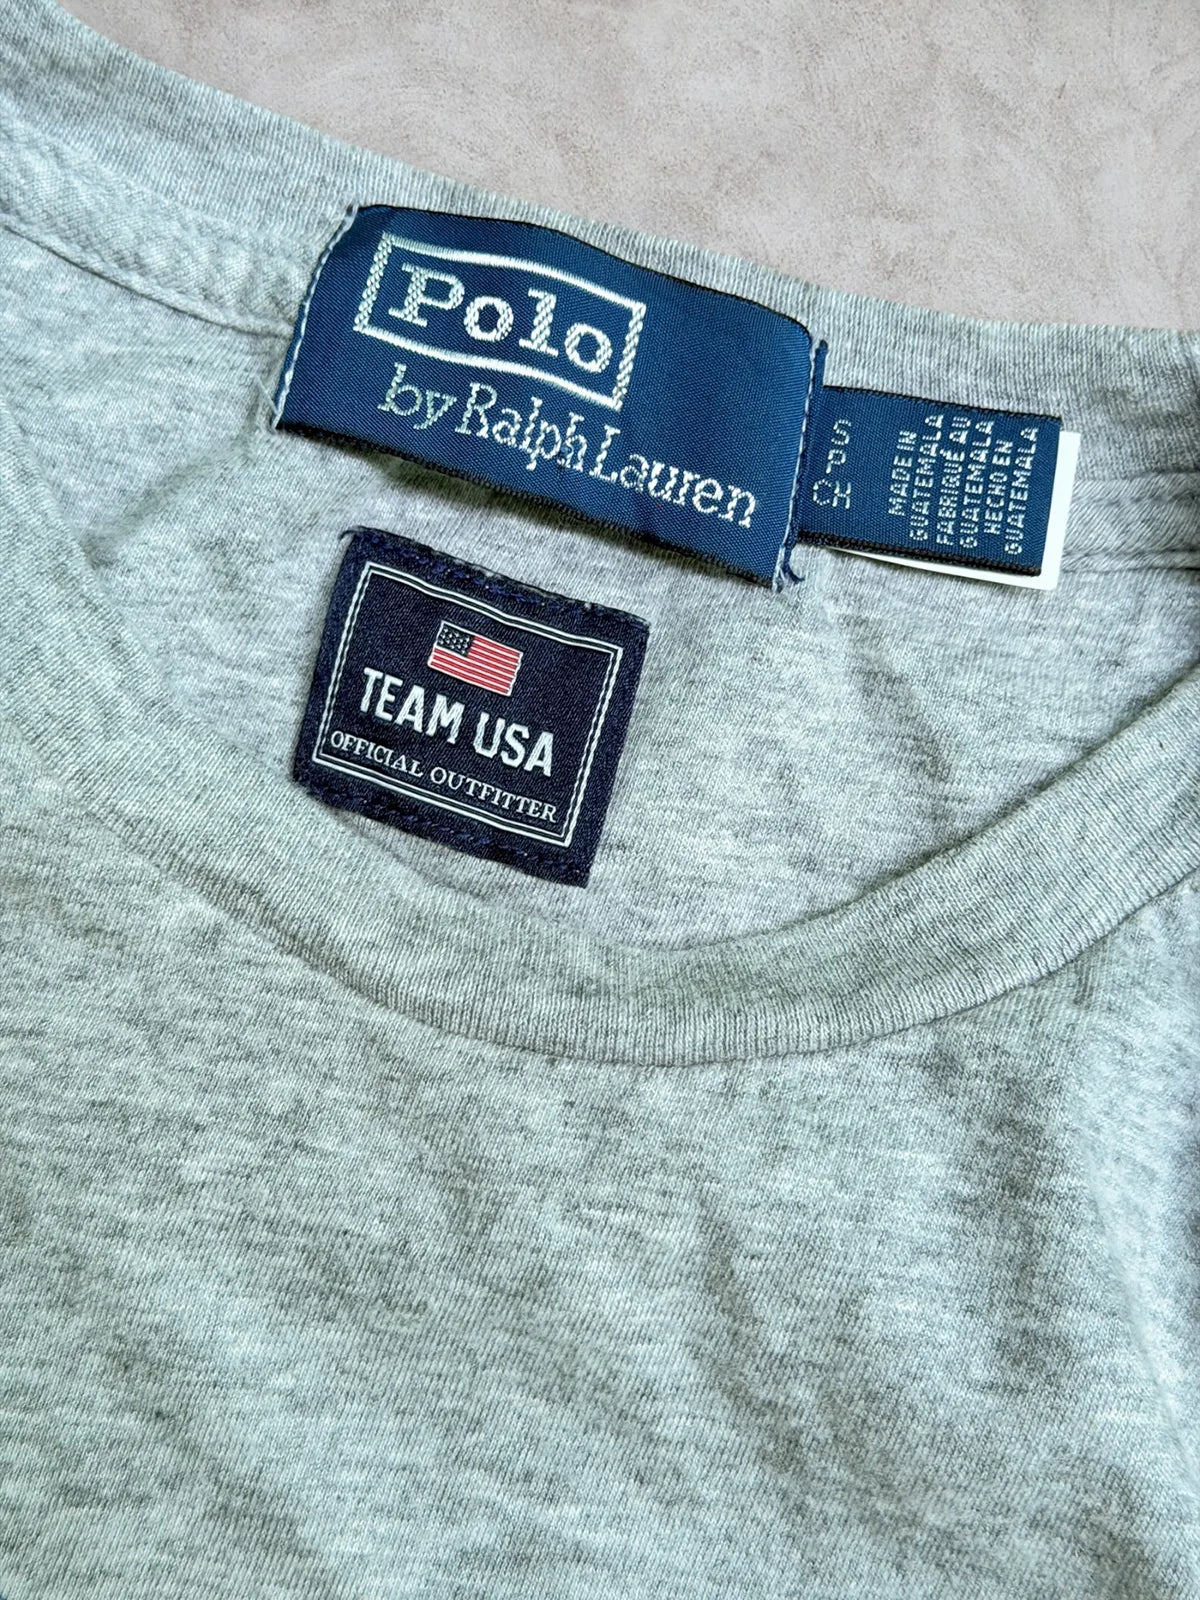 Polo
by Ralph Lauren
S
P
CH
MADE IN
GUATEMALA
FABRIQUÉ AU
GUATEMALA
HECHO EN
GUATEMALA
TEAM USA
OFFICIAL OUTFITTER